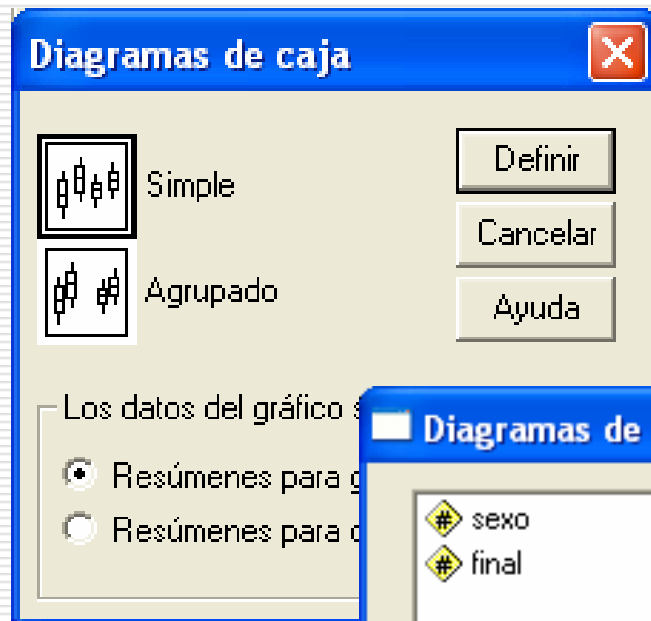 Diagramas de caja
Simple
Definir
Cancelar
Agrupado
Ayuda
Los datos del gráfico
Resúmenes para
Resúmenes para
Diagramas de
sexo
final